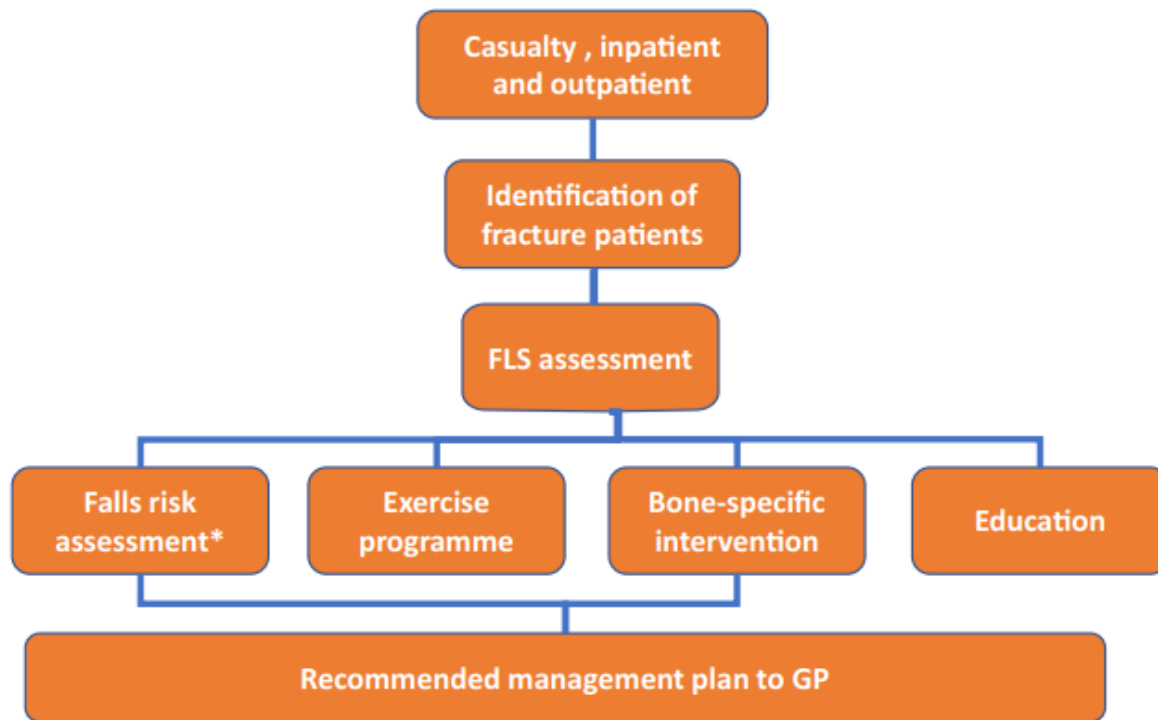 Casualty , inpatient
and outpatient
Identification of
fracture patients
FLS assessment
Falls risk
assessment*
Exercise
programme
Bone-specific
intervention
Education
Recommended management plan to GP